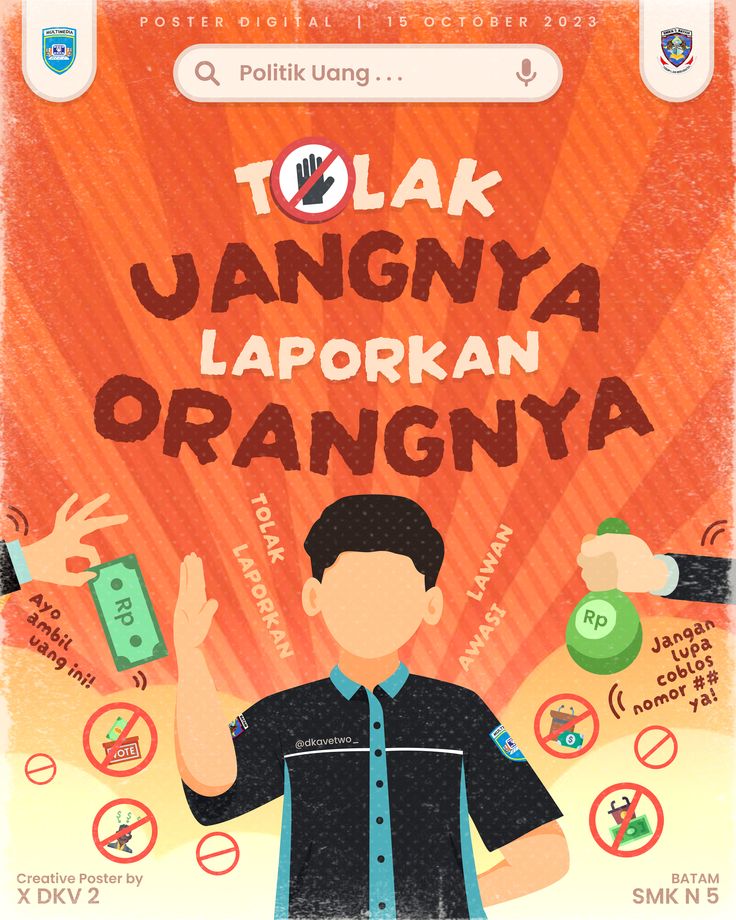 POSTER DIGITAL | 15 OCTOBER 2023
MULTIMEDIA
Politik Uang . . .
TOLAK
UANGNYA
LAPORKAN
ORANGNYA
TOLAK
LAPORKAN
LAWAN
AWASI
Rp
Ayo
ambil
uang ini!
Rp
Jangan
lupa
coblos
nomor ##
ya!
@dkavetwo_
VOTE
Creative Poster by
X DKV 2
BATAM
SMK N 5